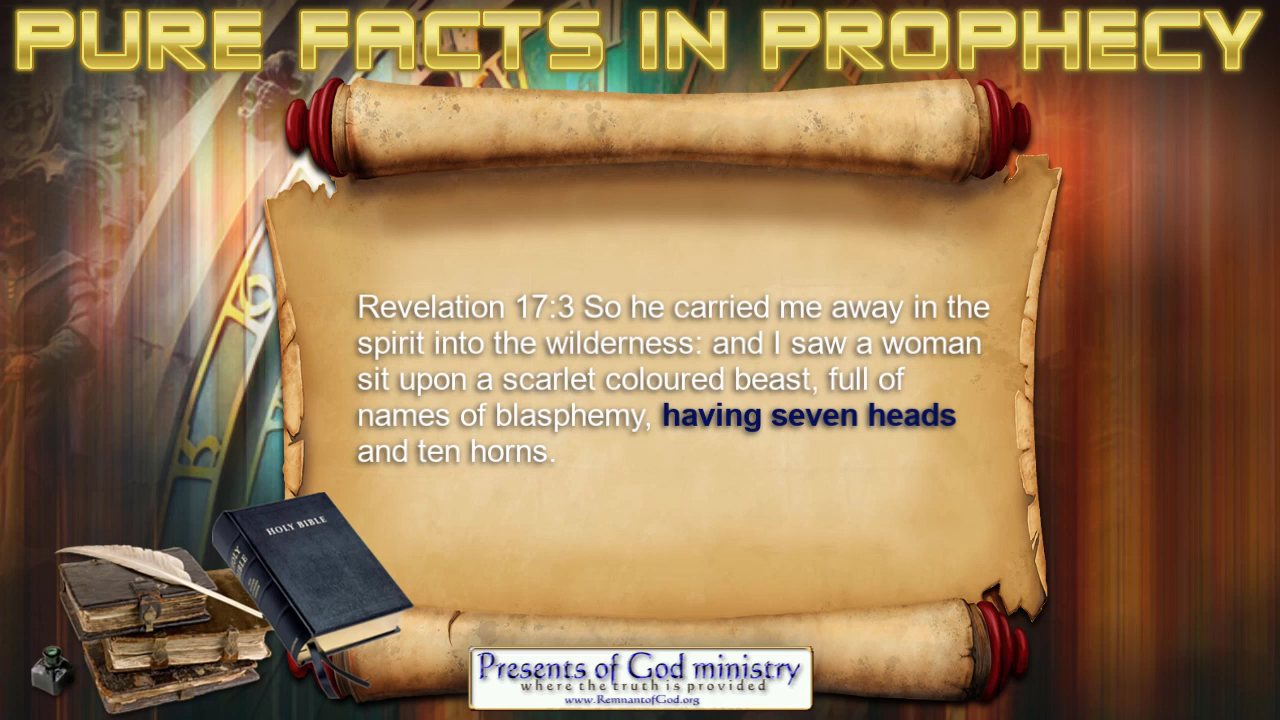 PURE FACTS IN PROPHECY
Revelation 17:3 So he carried me away in the
spirit into the wilderness: and I saw a woman
sit upon a scarlet coloured beast, full of
names of blasphemy, having seven heads
and ten horns.
HOLY BIBLE
HOLY BIBLE
Presents of God ministry
where the truth is provided
www.RemnantofGod.org